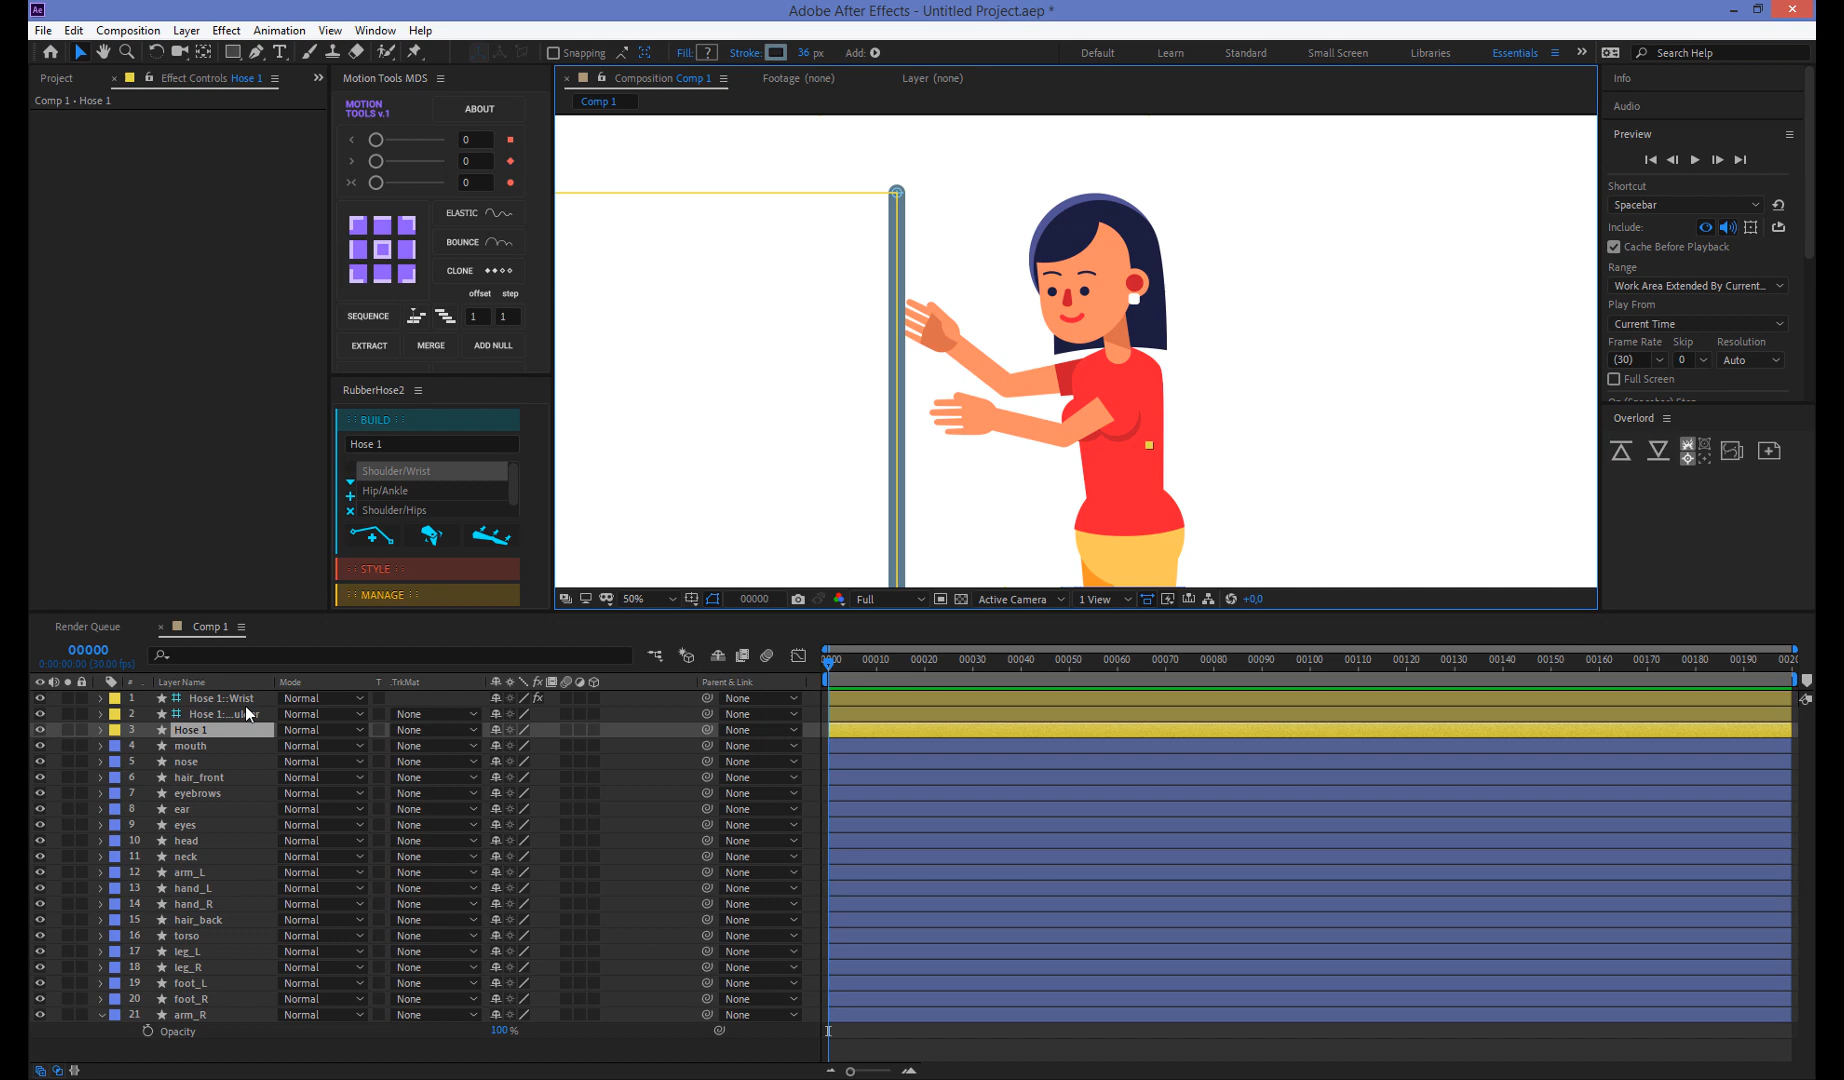 Ae Adobe After Effects - Untitled Project.aep *
File Edit Composition Layer Effect Animation View Window Help
Snapping Fill: ? Stroke: 36 px Add: Default Learn Standard Small Screen Libraries Essentials Search Help
Project Effect Controls Hose 1
Comp 1 • Hose 1
Motion Tools MDS
MOTION TOOLS v.1 ABOUT
0
0
0
ELASTIC
BOUNCE
CLONE
offset step
SEQUENCE 1 1
EXTRACT MERGE ADD NULL
RubberHose2
:: BUILD ::
Hose 1
Shoulder/Wrist
Hip/Ankle
Shoulder/Hips
:: STYLE ::
:: MANAGE ::
Composition Comp 1 Footage (none) Layer (none)
Comp 1
50% 00000 Full Active Camera 1 View +0,0
Info
Audio
Preview
Shortcut
Spacebar
Include:
Cache Before Playback
Range
Work Area Extended By Current...
Play From
Current Time
Frame Rate Skip Resolution
(30) 0 Auto
Full Screen
Overlord
Render Queue Comp 1
00000
0:00:00:00 (30.00 fps)
# Layer Name Mode T .TrkMat Parent & Link
00010 00020 00030 00040 00050 00060 00070 00080 00090 00100 00110 00120 00130 00140 00150 00160 00170 00180 00190
1 Hose 1::Wrist Normal fx None
2 Normal None None
3 Hose 1 Normal None None
4 mouth Normal None None
5 nose Normal None None
6 hair_front Normal None None
7 eyebrows Normal None None
8 ear Normal None None
9 eyes Normal None None
10 head Normal None None
11 neck Normal None None
12 arm_L Normal None None
13 hand_L Normal None None
14 hand_R Normal None None
15 hair_back Normal None None
16 torso Normal None None
17 leg_L Normal None None
18 leg_R Normal None None
19 foot_L Normal None None
20 foot_R Normal None None
21 arm_R Normal None None
Opacity 100 %